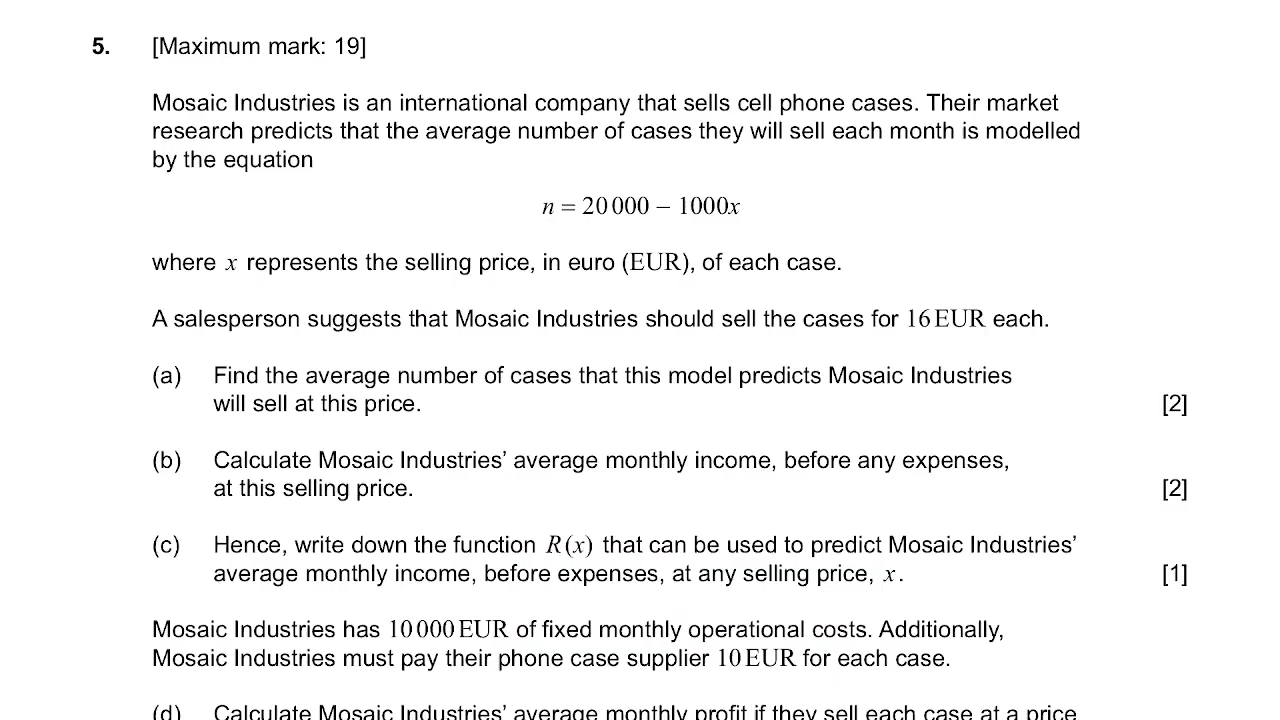 5. [Maximum mark: 19]
Mosaic Industries is an international company that sells cell phone cases. Their market
research predicts that the average number of cases they will sell each month is modelled
by the equation
n = 20 000 − 1000x
where x represents the selling price, in euro (EUR), of each case.
A salesperson suggests that Mosaic Industries should sell the cases for 16 EUR each.
(a) Find the average number of cases that this model predicts Mosaic Industries
will sell at this price. [2]
(b) Calculate Mosaic Industries’ average monthly income, before any expenses,
at this selling price. [2]
(c) Hence, write down the function R(x) that can be used to predict Mosaic Industries’
average monthly income, before expenses, at any selling price, x. [1]
Mosaic Industries has 10 000 EUR of fixed monthly operational costs. Additionally,
Mosaic Industries must pay their phone case supplier 10 EUR for each case.
(d) Calculate Mosaic Industries’ average monthly profit if they sell each case at a price